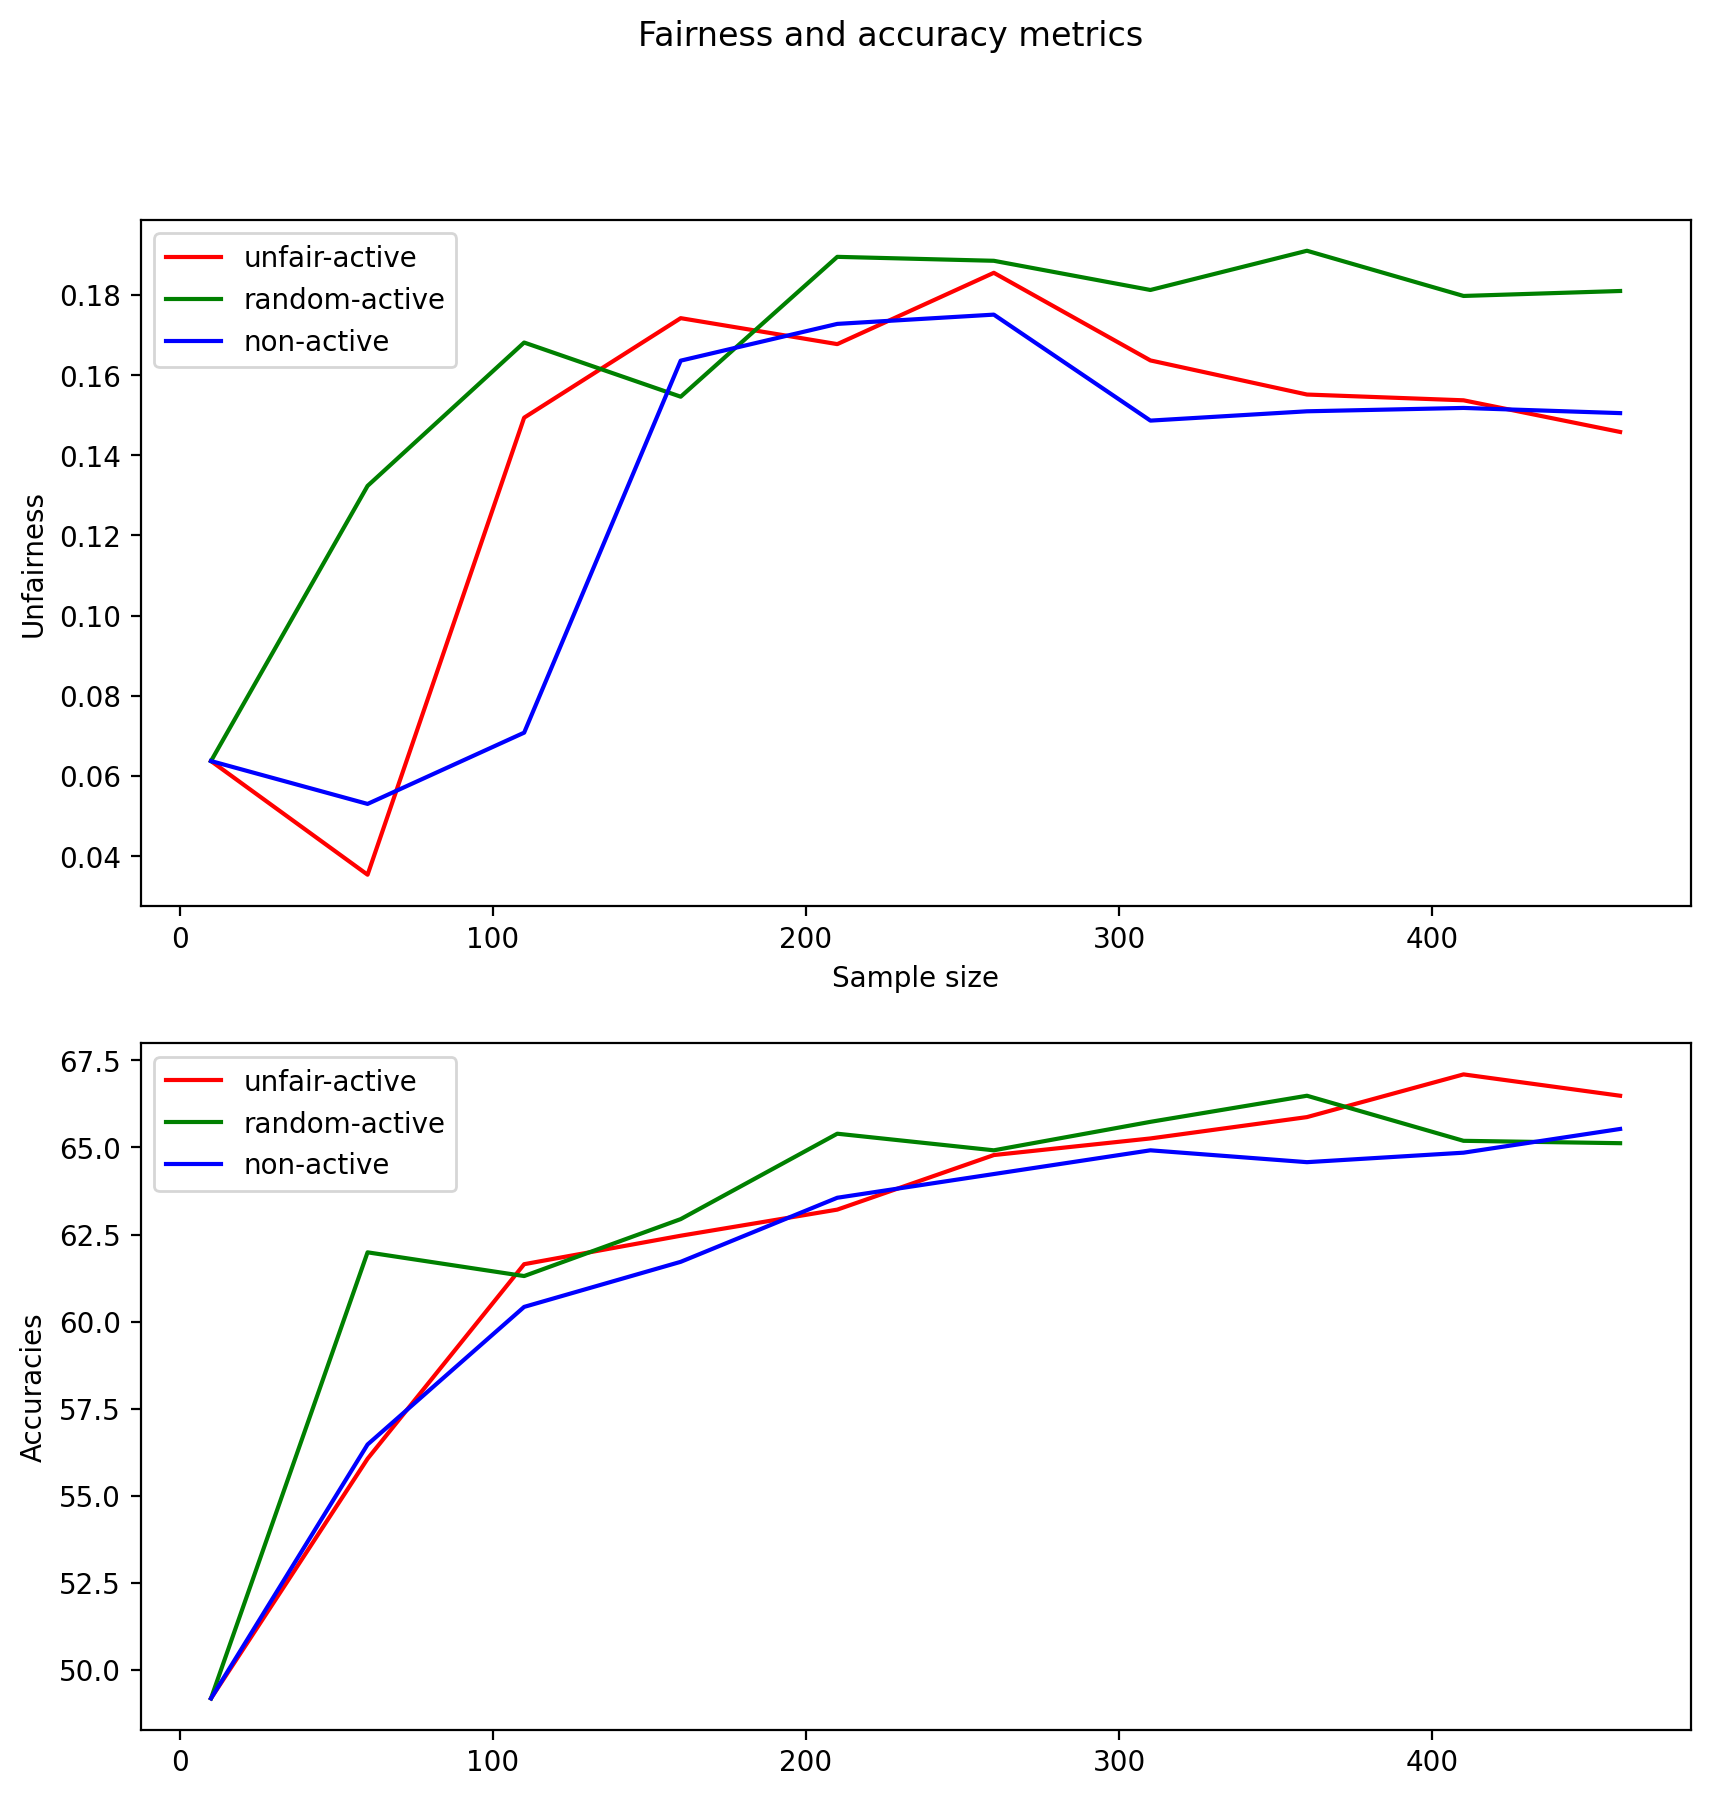 Fairness and accuracy metrics
unfair-active
random-active
non-active
0.18
0.16
0.14
0.12
0.10
0.08
0.06
0.04
Unfairness
0 100 200 300 400
Sample size
unfair-active
random-active
non-active
67.5
65.0
62.5
60.0
57.5
55.0
52.5
50.0
Accuracies
0 100 200 300 400